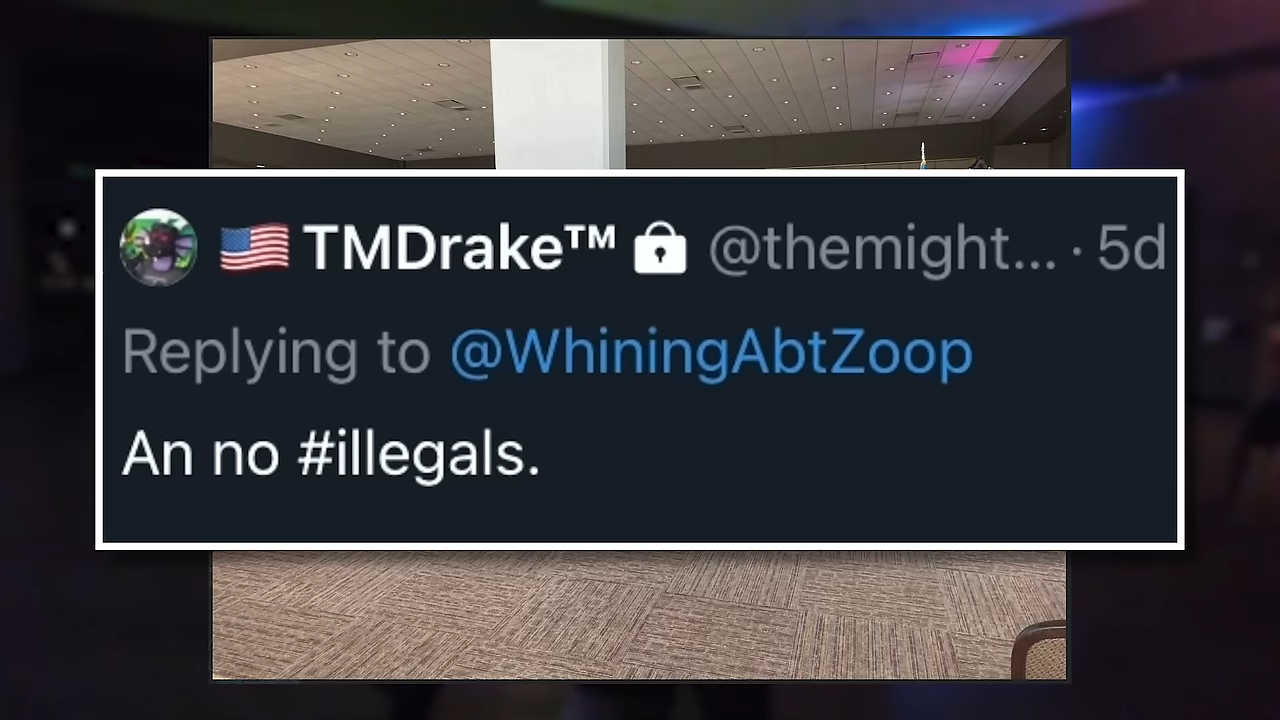 🇺🇸 TMDrake™ 🔒 @themight... · 5d
Replying to @WhiningAbtZoop
An no #illegals.